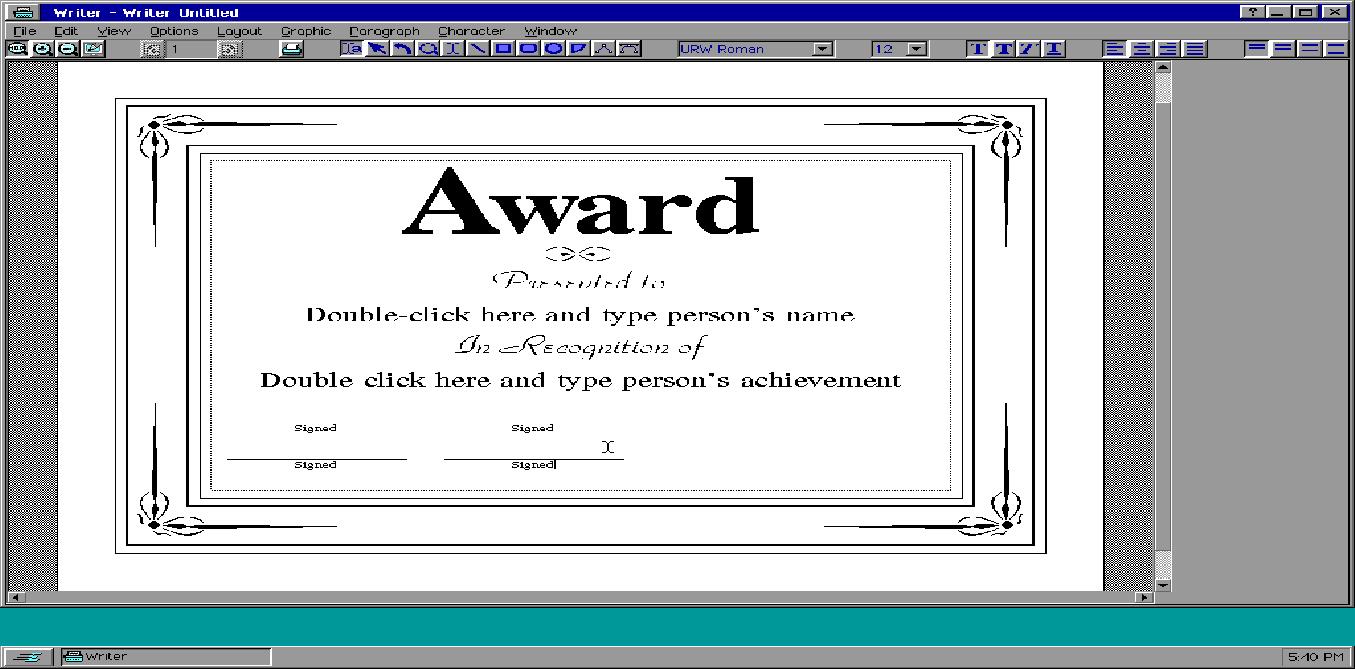 Writer - Writer Untitled
File Edit View Options Layout Graphic Paragraph Character Window
1 URW Roman 12
Award
Presented to
Double-click here and type person's name
In Recognition of
Double click here and type person's achievement
Signed Signed
Signed Signed
Writer 5:40 PM